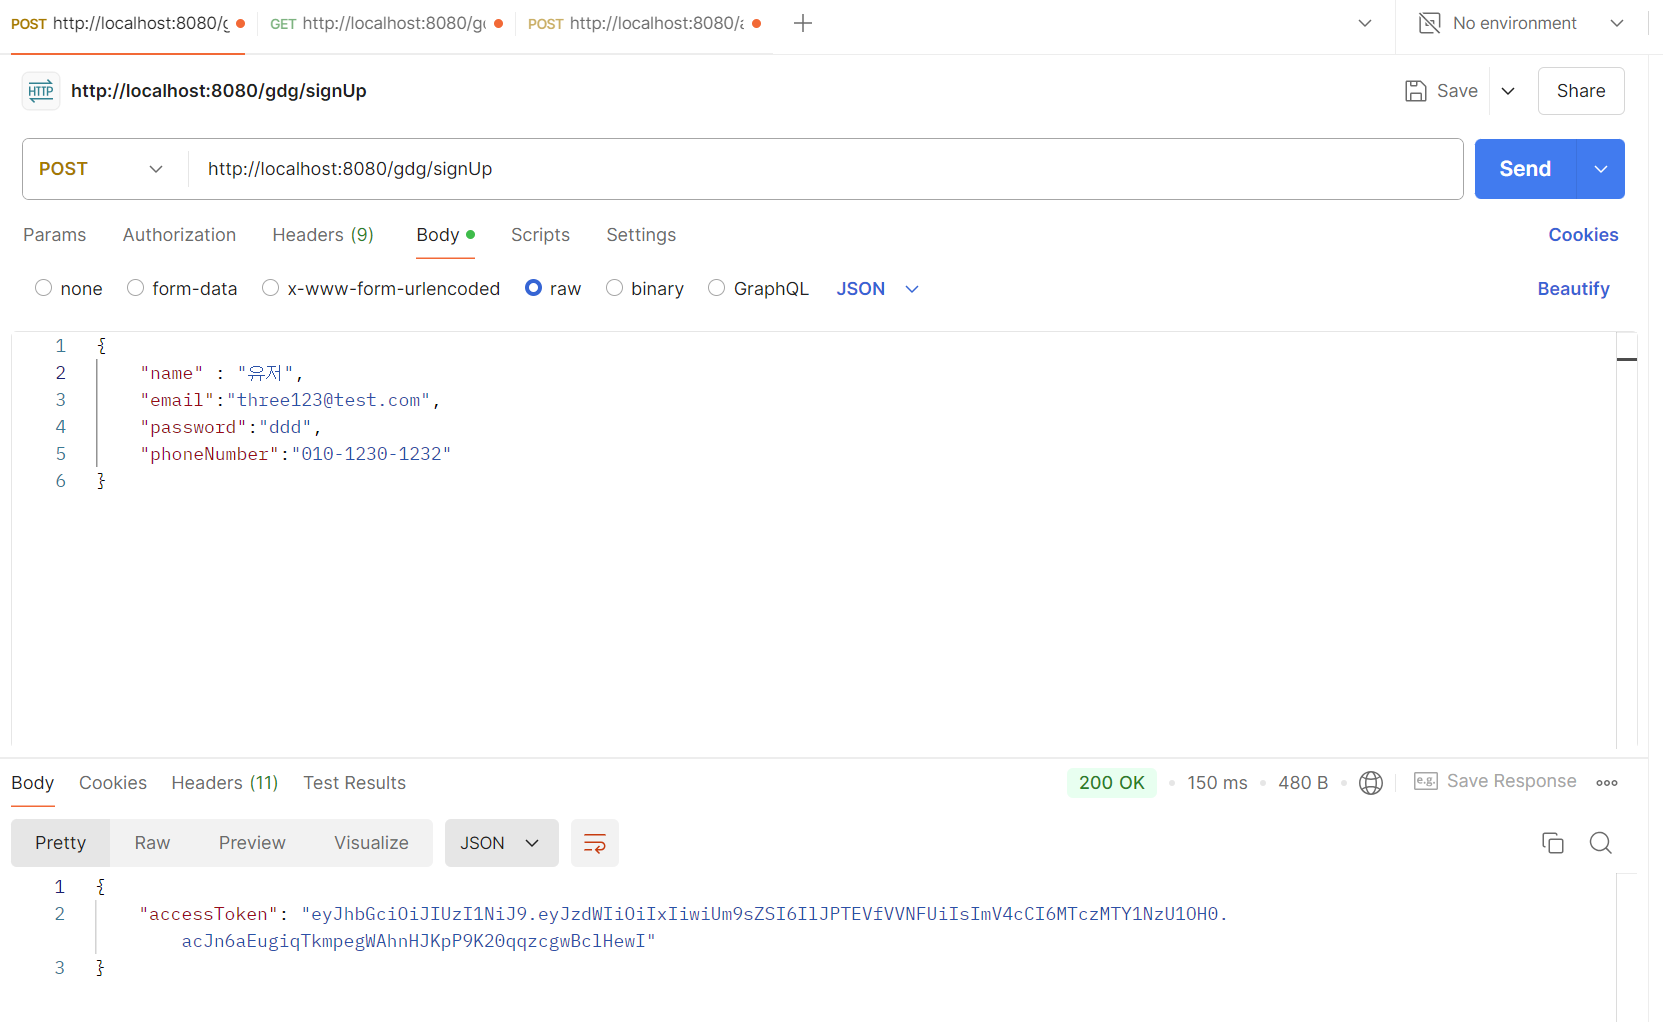 POST http://localhost:8080/g GET http://localhost:8080/g POST http://localhost:8080/ No environment
HTTP http://localhost:8080/gdg/signUp Save Share
POST http://localhost:8080/gdg/signUp Send
Params Authorization Headers (9) Body Scripts Settings Cookies
none form-data x-www-form-urlencoded raw binary GraphQL JSON Beautify
1 {
2 "name" : "유저",
3 "email":"three123@test.com",
4 "password":"ddd",
5 "phoneNumber":"010-1230-1232"
6 }
Body Cookies Headers (11) Test Results 200 OK 150 ms 480 B e.g. Save Response
Pretty Raw Preview Visualize JSON
1 {
2 "accessToken": "eyJhbGciOiJIUzI1NiJ9.eyJzdWIiOiIxIiwiUm9sZSI6IlJPTEVfVVNFUiIsImV4cCI6MTczMTY1NzU1OH0.
acJn6aEugiqTkmpegWAhnHJKpP9K20qqzcgwBclHewI"
3 }